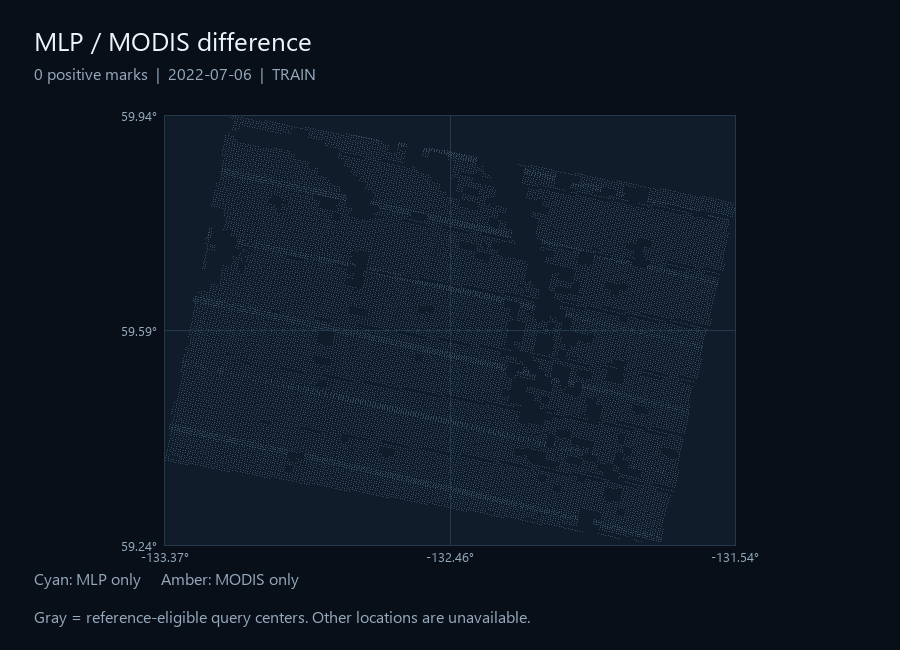 MLP / MODIS difference
0 positive marks | 2022-07-06 | TRAIN
59.94°
59.59°
59.24°
-133.37° -132.46° -131.54°
Cyan: MLP only Amber: MODIS only
Gray = reference-eligible query centers. Other locations are unavailable.